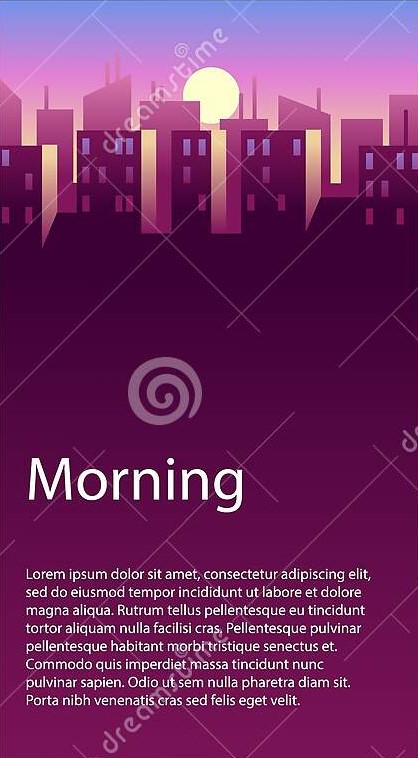 dreamstime
Morning
Lorem ipsum dolor sit amet, consectetur adipiscing elit,
sed do eiusmod tempor incididunt ut labore et dolore
magna aliqua. Rutrum tellus pellentesque eu tincidunt
tortor aliquam nulla facilisi cras. Pellentesque pulvinar
pellentesque habitant morbi tristique senectus et.
Commodo quis imperdiet massa tincidunt nunc
pulvinar sapien. Odio ut sem nulla pharetra diam sit.
Porta nibh venenatis cras sed felis eget velit.
dreamstime